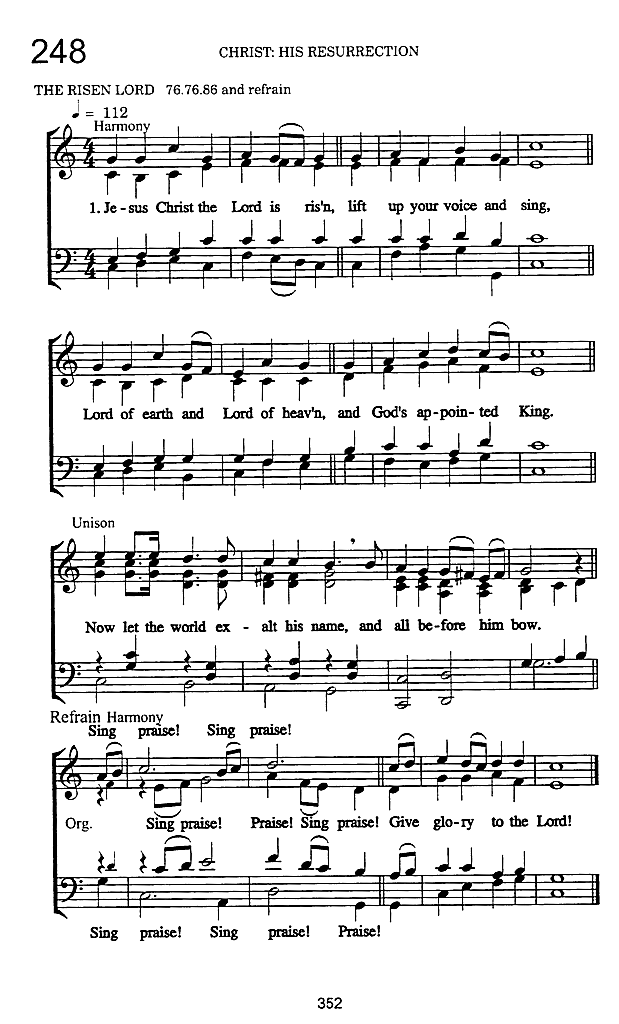 248
CHRIST: HIS RESURRECTION
THE RISEN LORD 76.76.86 and refrain
♩ = 112
Harmony
1. Je - sus Christ the Lord is ris'n, lift up your voice and sing,
Lord of earth and Lord of heav'n, and God's ap-poin-ted King.
Unison
Now let the world ex - alt his name, and all be-fore him bow.
Refrain Harmony
Sing praise! Sing praise!
Org. Sing praise! Praise! Sing praise! Give glo-ry to the Lord!
Sing praise! Sing praise! Praise!
352